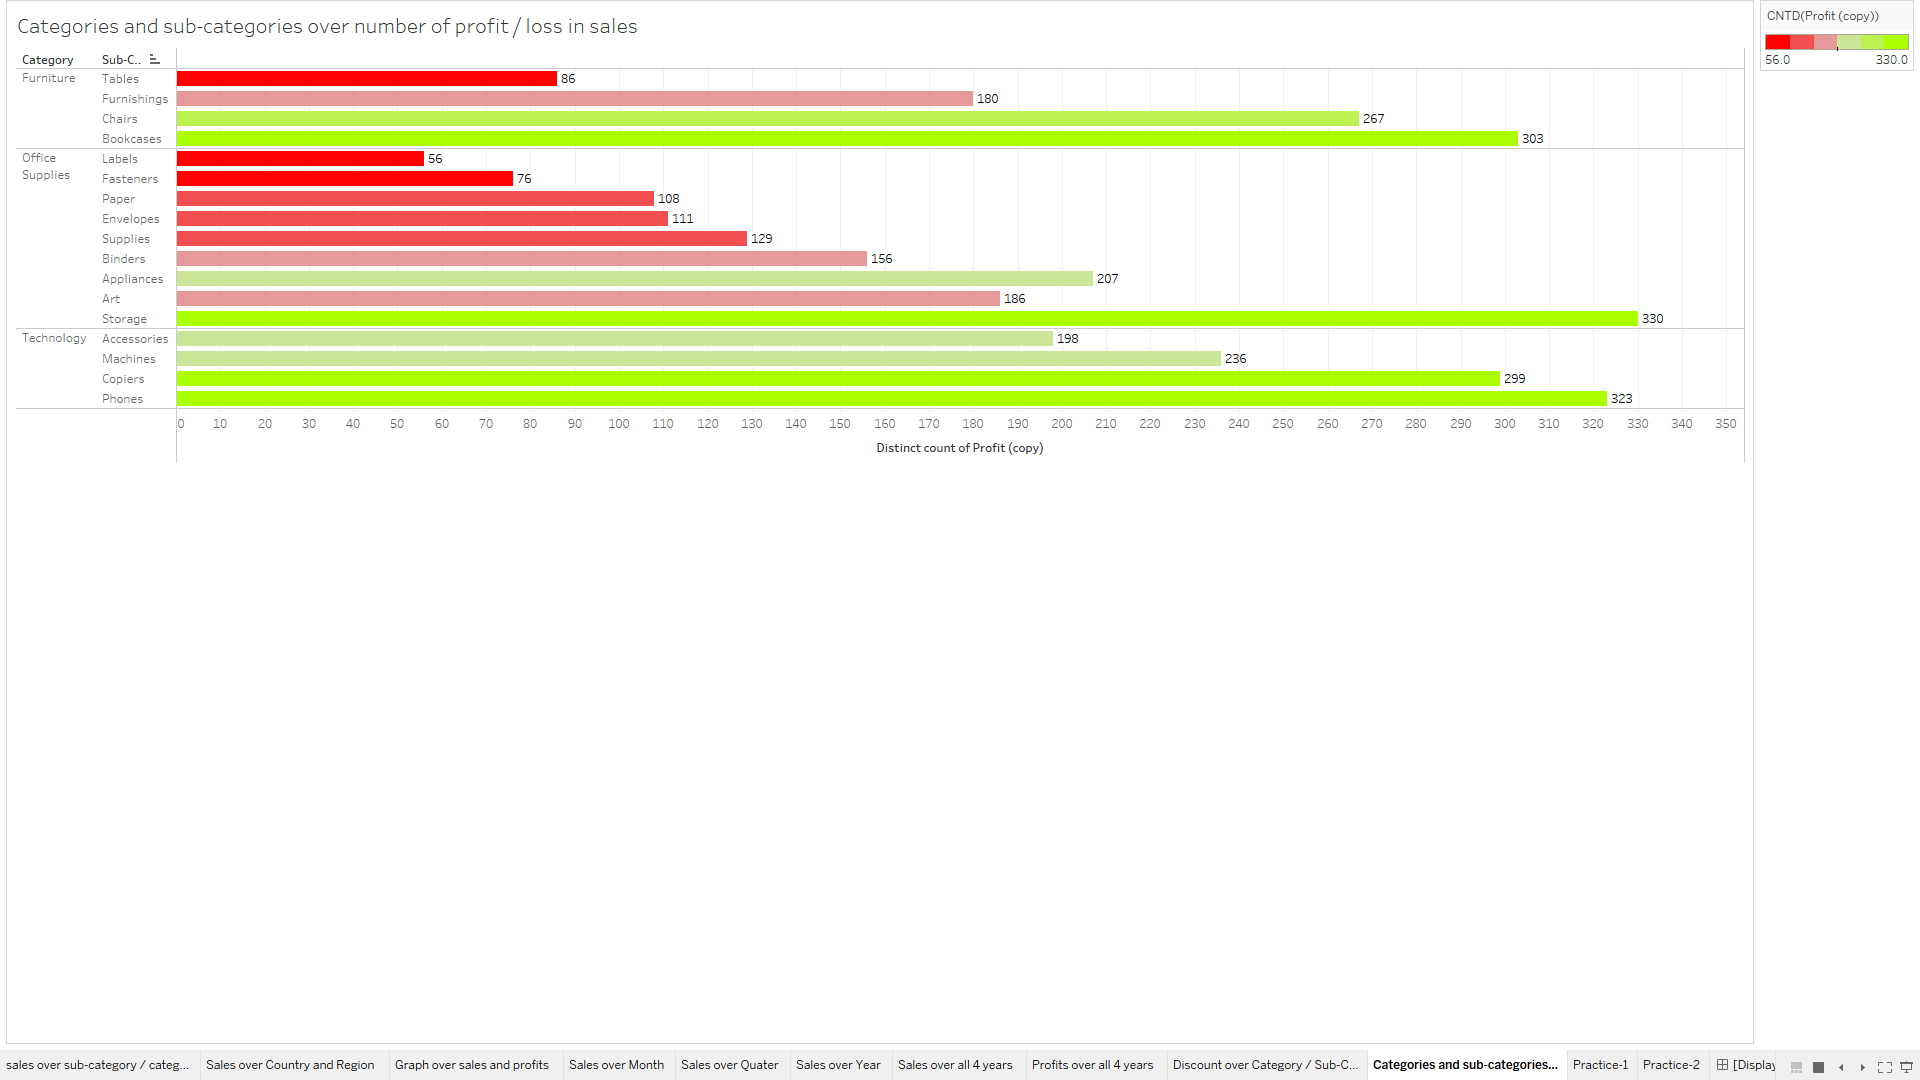 Categories and sub-categories over number of profit / loss in sales
CNTD(Profit (copy))
56.0 330.0
Category Sub-C..
Furniture Tables 86
Furnishings 180
Chairs 267
Bookcases 303
Office Supplies Labels 56
Fasteners 76
Paper 108
Envelopes 111
Supplies 129
Binders 156
Appliances 207
Art 186
Storage 330
Technology Accessories 198
Machines 236
Copiers 299
Phones 323
0 10 20 30 40 50 60 70 80 90 100 110 120 130 140 150 160 170 180 190 200 210 220 230 240 250 260 270 280 290 300 310 320 330 340 350
Distinct count of Profit (copy)
sales over sub-category / categ... Sales over Country and Region Graph over sales and profits Sales over Month Sales over Quater Sales over Year Sales over all 4 years Profits over all 4 years Discount over Category / Sub-C... Categories and sub-categories... Practice-1 Practice-2 [Display